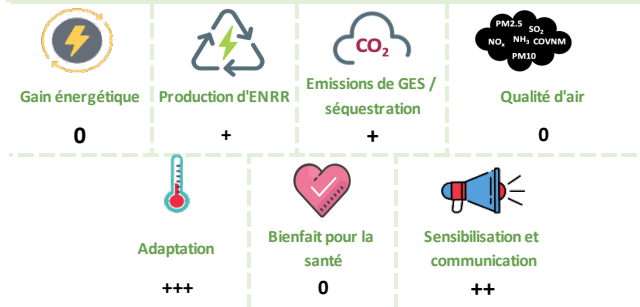 CO₂
PM2.5
SO₂
NOₓ
NH₃
COVNM
PM10
Gain énergétique
Production d'ENRR
Emissions de GES /
séquestration
Qualité d'air
0
+
+
0
Adaptation
Bienfait pour la
santé
Sensibilisation et
communication
+++
0
++